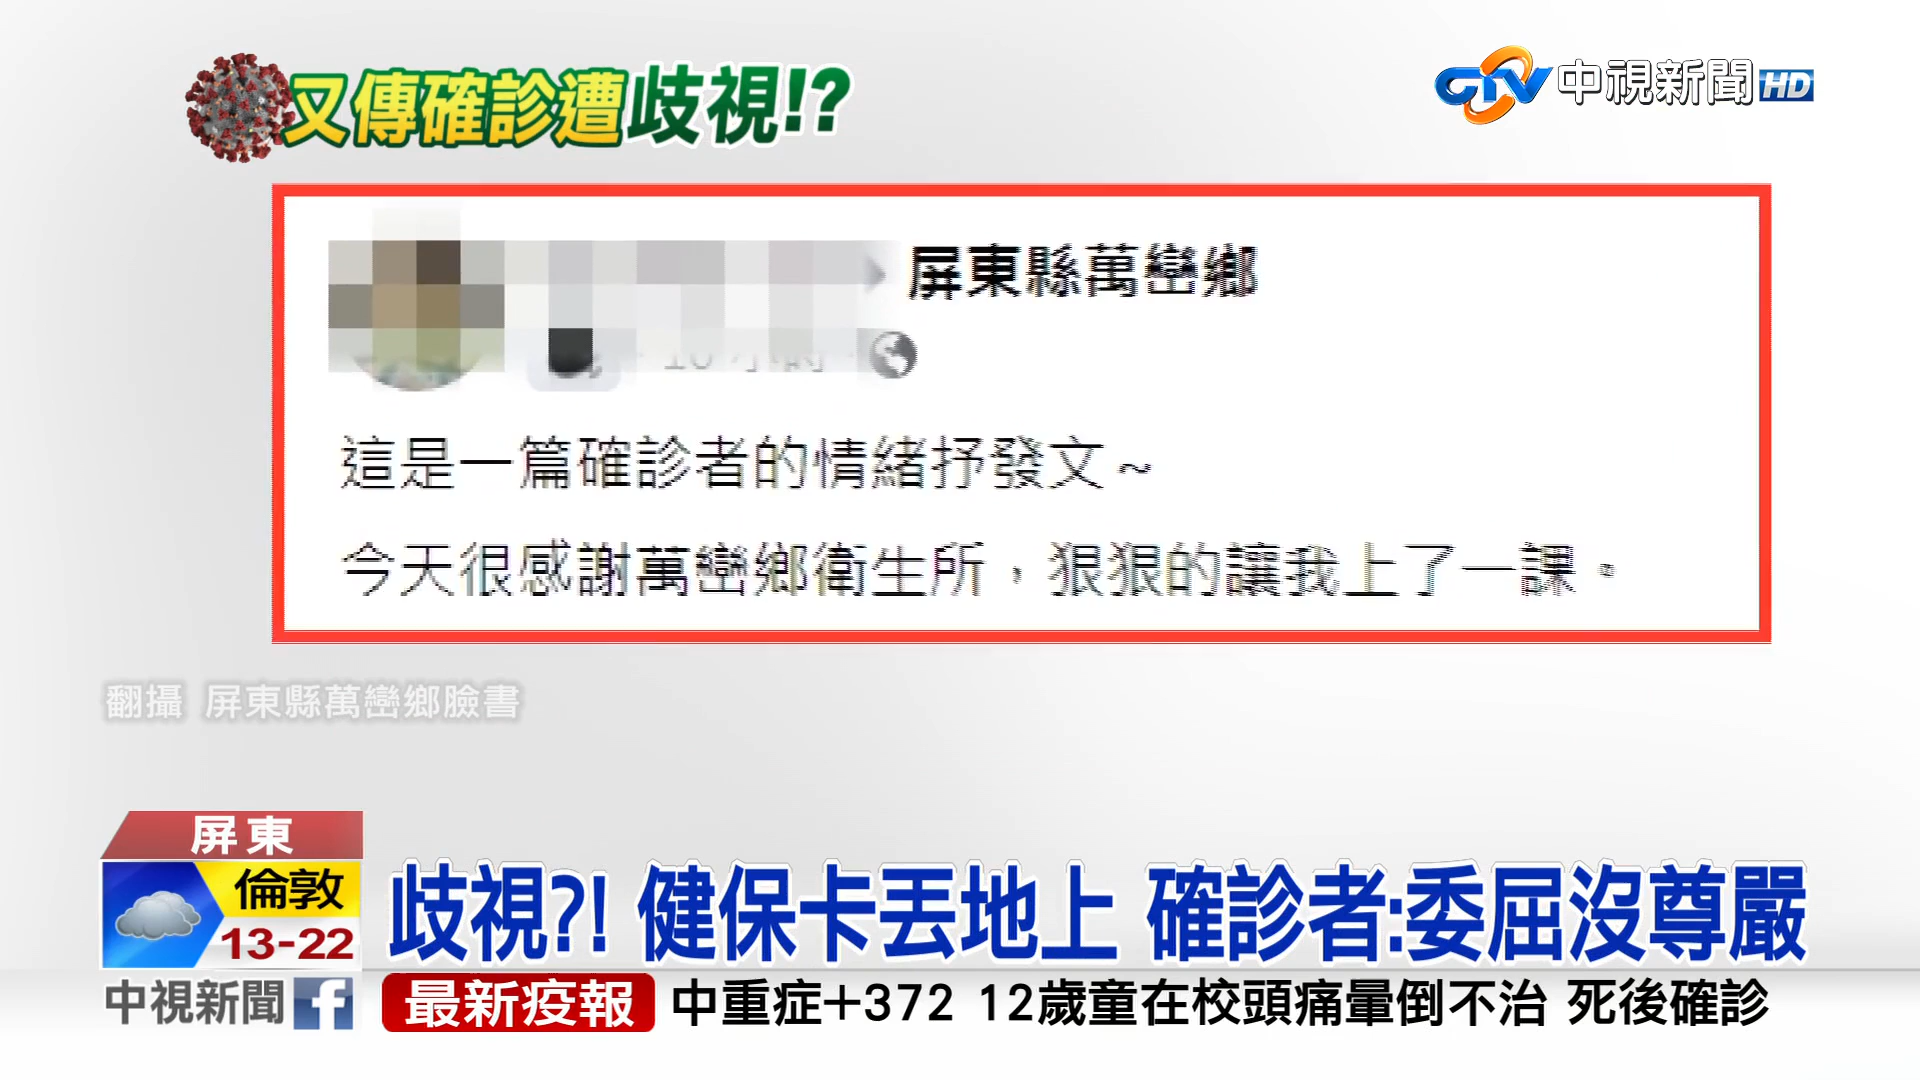 又傳確診遭歧視!?
CTV 中視新聞 HD
屏東縣萬巒鄉
這是一篇確診者的情緒抒發文~
今天很感謝萬巒鄉衛生所，狠狠的讓我上了一課。
翻攝 屏東縣萬巒鄉臉書
屏東
倫敦
13-22
歧視?! 健保卡丟地上 確診者:委屈沒尊嚴
中視新聞 f
最新疫報 中重症+372 12歲童在校頭痛暈倒不治 死後確診